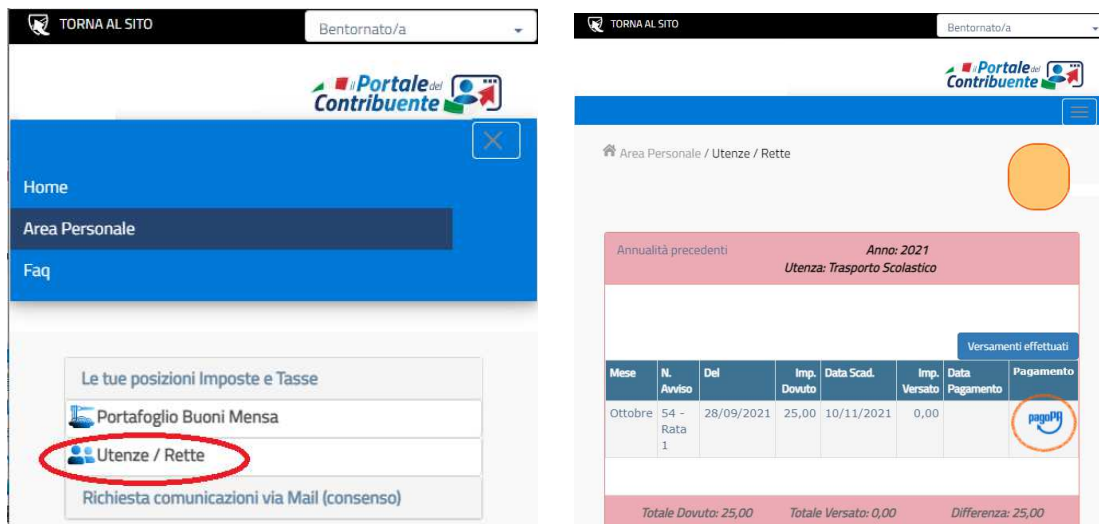 TORNA AL SITO
Bentornato/a
il Portale del
Contribuente
Home
Area Personale
Faq
Le tue posizioni Imposte e Tasse
Portafoglio Buoni Mensa
Utenze / Rette
Richiesta comunicazioni via Mail (consenso)
TORNA AL SITO
Bentornato/a
il Portale del
Contribuente
Area Personale / Utenze / Rette
Annualità precedenti Anno: 2021
Utenza: Trasporto Scolastico
Versamenti effettuati
Mese N. Avviso Del Imp. Dovuto Data Scad. Imp. Versato Data Pagamento Pagamento
Ottobre 54 - Rata 1 28/09/2021 25,00 10/11/2021 0,00 pagoPA
Totale Dovuto: 25,00 Totale Versato: 0,00 Differenza: 25,00